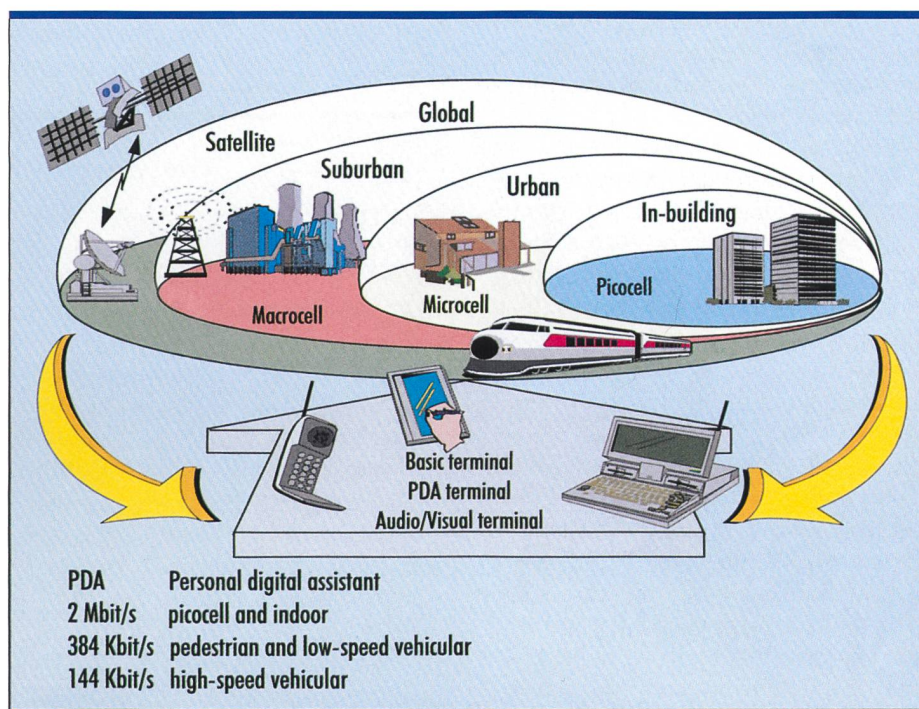 Global
Satellite
Suburban
Urban
In-building
Picocell
Microcell
Macrocell
Basic terminal
PDA terminal
Audio/Visual terminal
PDA Personal digital assistant
2 Mbit/s picocell and indoor
384 Kbit/s pedestrian and low-speed vehicular
144 Kbit/s high-speed vehicular